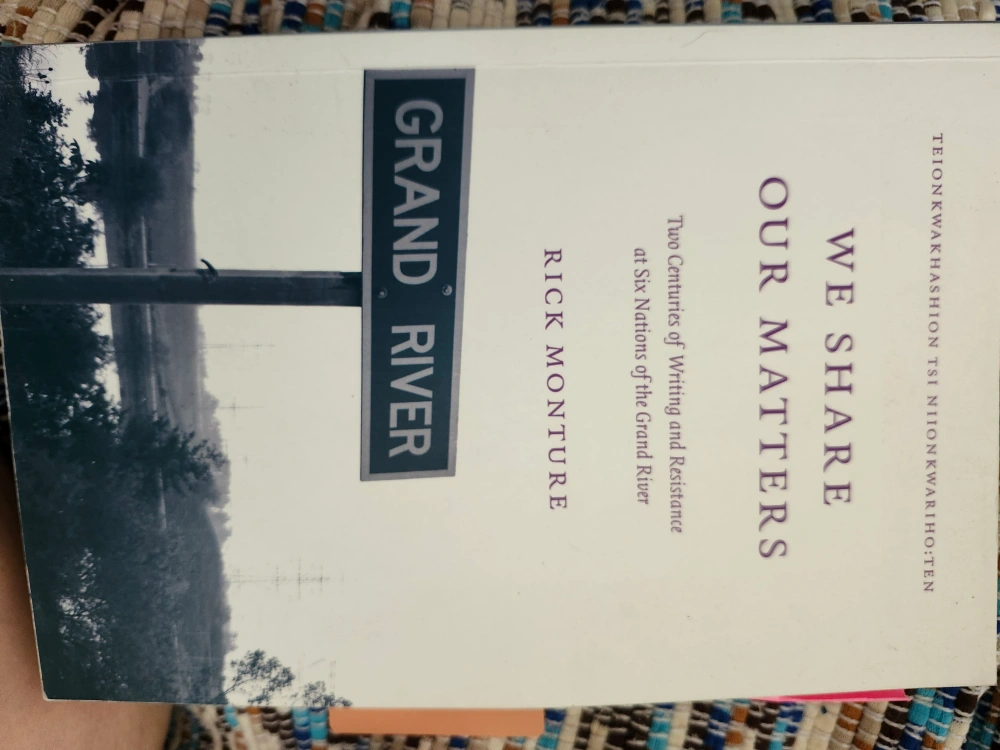 TEIONKWAKHASHION TSI NIIONKWARIHO:TEN
WE SHARE
OUR MATTERS
Two Centuries of Writing and Resistance
at Six Nations of the Grand River
RICK MONTURE
GRAND RIVER